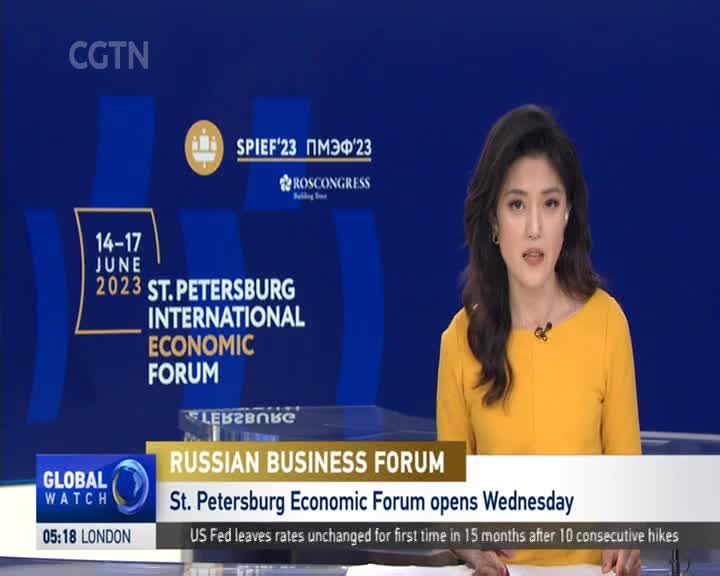 CGTN
SPIEF'23 ПМЭФ'23
ROSCONGRESS
Building Trust
14–17
JUNE
2023
ST. PETERSBURG
INTERNATIONAL
ECONOMIC
FORUM
PETERSBURG
RUSSIAN BUSINESS FORUM
GLOBAL
WATCH
St. Petersburg Economic Forum opens Wednesday
05:18 LONDON
US Fed leaves rates unchanged for first time in 15 months after 10 consecutive hikes